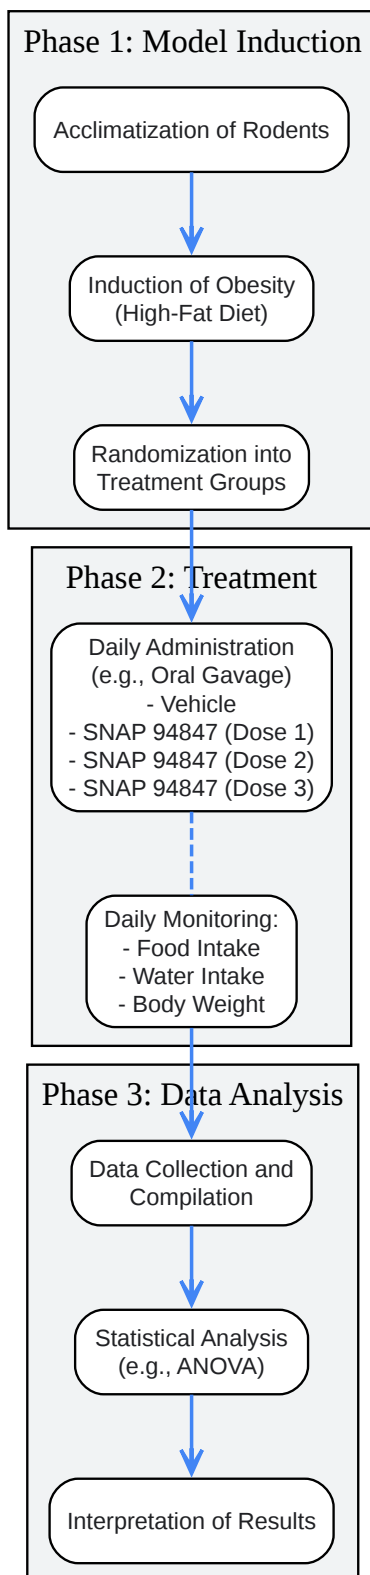 Phase 1: Model Induction
Acclimatization of Rodents
Induction of Obesity
(High-Fat Diet)
Randomization into
Treatment Groups
Phase 2: Treatment
Daily Administration
(e.g., Oral Gavage)
- Vehicle
- SNAP 94847 (Dose 1)
- SNAP 94847 (Dose 2)
- SNAP 94847 (Dose 3)
Daily Monitoring:
- Food Intake
- Water Intake
- Body Weight
Phase 3: Data Analysis
Data Collection and
Compilation
Statistical Analysis
(e.g., ANOVA)
Interpretation of Results